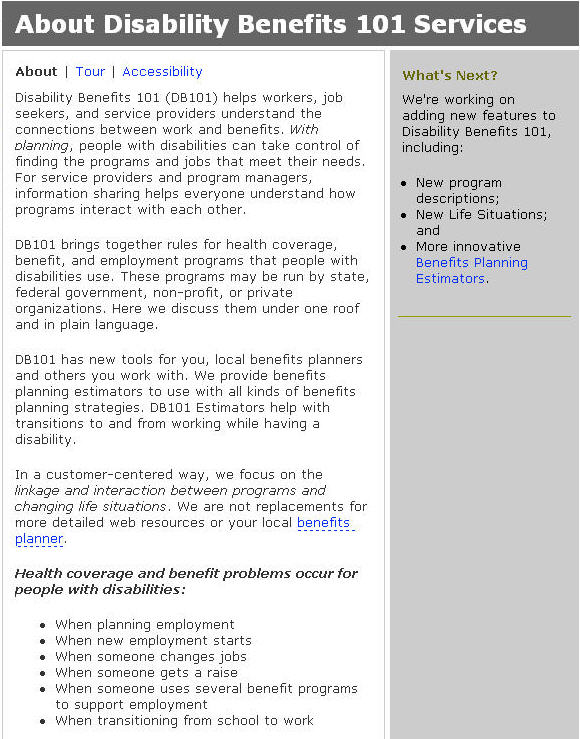 About Disability Benefits 101 Services
About | Tour | Accessibility
Disability Benefits 101 (DB101) helps workers, job
seekers, and service providers understand the
connections between work and benefits. With
planning, people with disabilities can take control of
finding the programs and jobs that meet their needs.
For service providers and program managers,
information sharing helps everyone understand how
programs interact with each other.
DB101 brings together rules for health coverage,
benefit, and employment programs that people with
disabilities use. These programs may be run by state,
federal government, non-profit, or private
organizations. Here we discuss them under one roof
and in plain language.
DB101 has new tools for you, local benefits planners
and others you work with. We provide benefits
planning estimators to use with all kinds of benefits
planning strategies. DB101 Estimators help with
transitions to and from working while having a
disability.
In a customer-centered way, we focus on the
linkage and interaction between programs and
changing life situations. We are not replacements for
more detailed web resources or your local benefits
planner.
Health coverage and benefit problems occur for
people with disabilities:
• When planning employment
• When new employment starts
• When someone changes jobs
• When someone gets a raise
• When someone uses several benefit programs
to support employment
• When transitioning from school to work
What's Next?
We're working on
adding new features to
Disability Benefits 101,
including:
• New program
descriptions;
• New Life Situations;
and
• More innovative
Benefits Planning
Estimators.